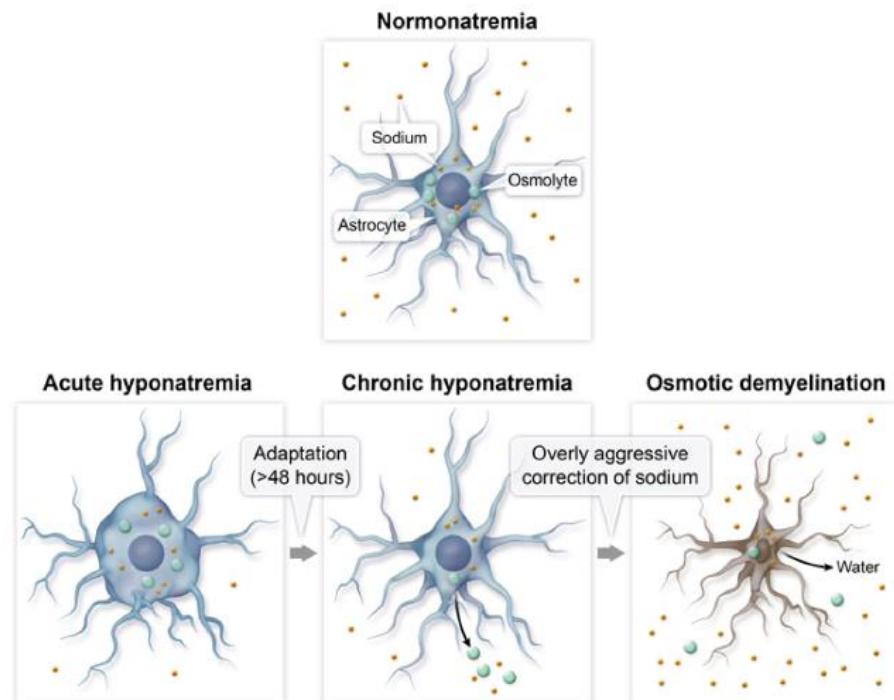 Normonatremia
Sodium
Osmolyte
Astrocyte
Acute hyponatremia
Chronic hyponatremia
Osmotic demyelination
Adaptation
(>48 hours)
Overly aggressive
correction of sodium
Water